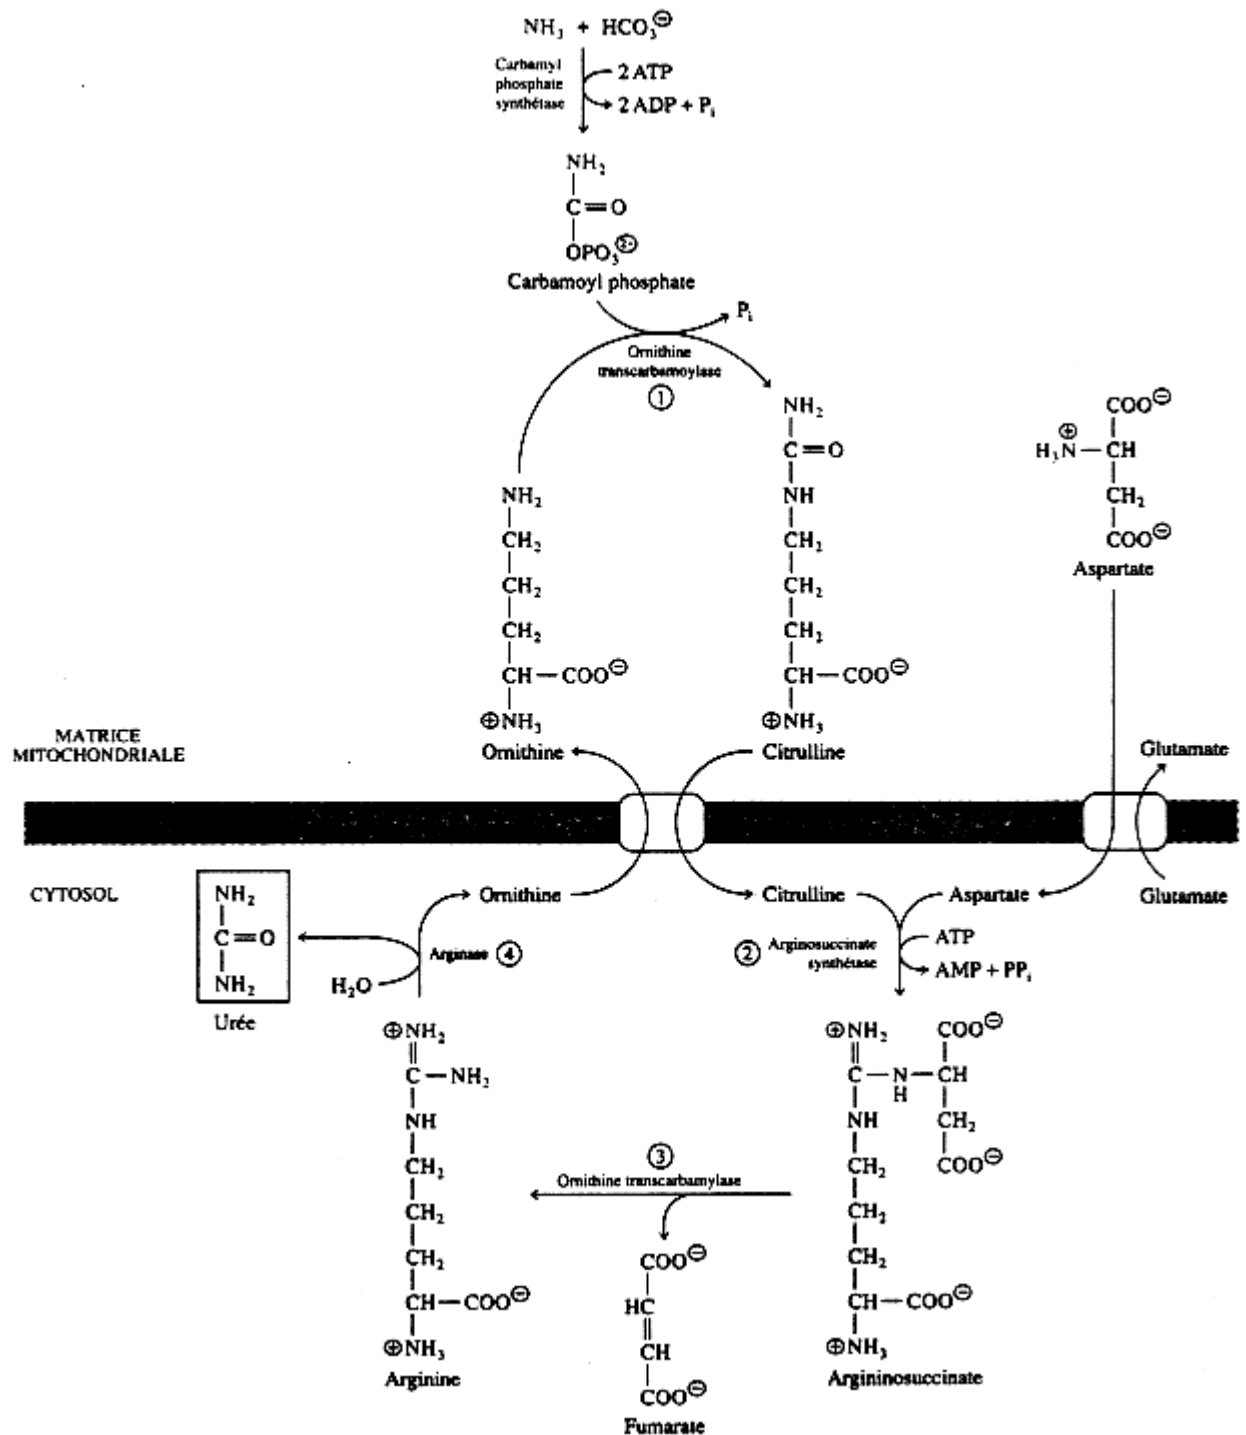 NH₃ + HCO₃⊖
Carbamyl
phosphate
synthétase
2 ATP
2 ADP + Pᵢ
NH₂
C=O
OPO₃(2-)
Carbamoyl phosphate
Pᵢ
Ornithine
transcarbamoylase
①
NH₂
CH₂
CH₂
CH₂
CH—COO⊖
⊕NH₃
Ornithine
NH₂
C=O
NH
CH₂
CH₂
CH₂
CH—COO⊖
⊕NH₃
Citrulline
COO⊖
⊕
H₃N—CH
CH₂
COO⊖
Aspartate
MATRICE
MITOCHONDRIALE
Glutamate
CYTOSOL
NH₂
C=O
NH₂
Urée
Ornithine
Arginase ④
H₂O
Citrulline
Aspartate
Glutamate
② Arginosuccinate
synthétase
ATP
AMP + PPᵢ
⊕NH₂
C—NH₂
NH
CH₂
CH₂
CH₂
CH—COO⊖
⊕NH₃
Arginine
③
Ornithine transcarbamylase
COO⊖
HC
CH
COO⊖
Fumarate
⊕NH₂
C—N—CH
H
NH
CH₂
CH₂
CH₂
CH—COO⊖
⊕NH₃
COO⊖
CH₂
COO⊖
Argininosuccinate